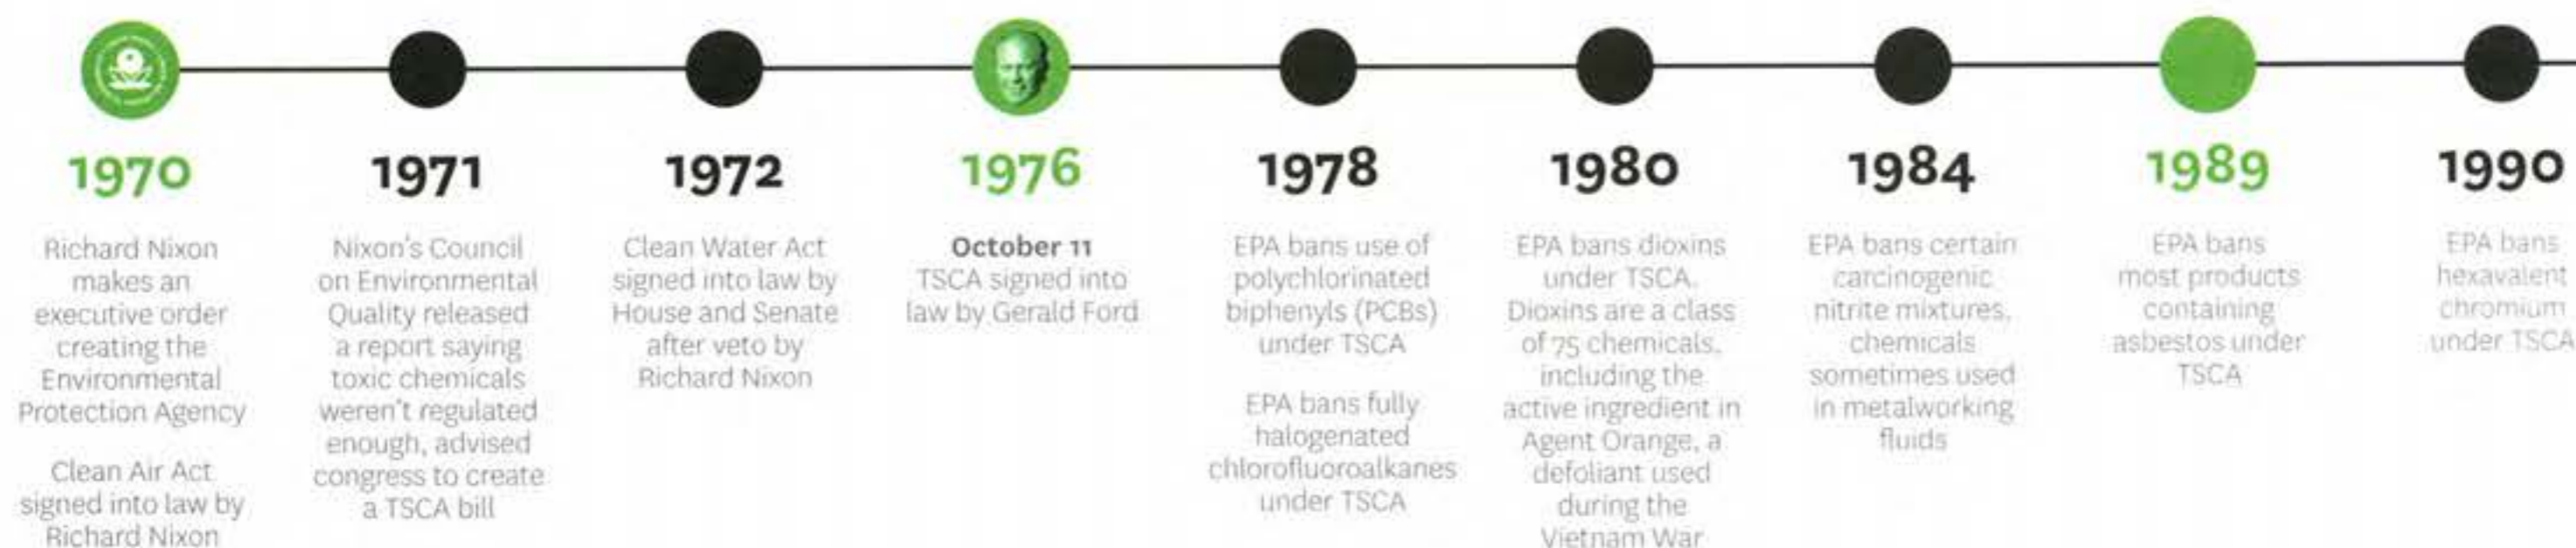 1970
Richard Nixon
makes an
executive order
creating the
Environmental
Protection Agency
Clean Air Act
signed into law by
Richard Nixon
1971
Nixon's Council
on Environmental
Quality released
a report saying
toxic chemicals
weren't regulated
enough, advised
congress to create
a TSCA bill
1972
Clean Water Act
signed into law by
House and Senate
after veto by
Richard Nixon
1976
October 11
TSCA signed into
law by Gerald Ford
1978
EPA bans use of
polychlorinated
biphenyls (PCBs)
under TSCA
EPA bans fully
halogenated
chlorofluoroalkanes
under TSCA
1980
EPA bans dioxins
under TSCA.
Dioxins are a class
of 75 chemicals,
including the
active ingredient in
Agent Orange, a
defoliant used
during the
Vietnam War
1984
EPA bans certain
carcinogenic
nitrite mixtures,
chemicals
sometimes used
in metalworking
fluids
1989
EPA bans
most products
containing
asbestos under
TSCA
1990
EPA bans
hexavalent
chromium
under TSCA